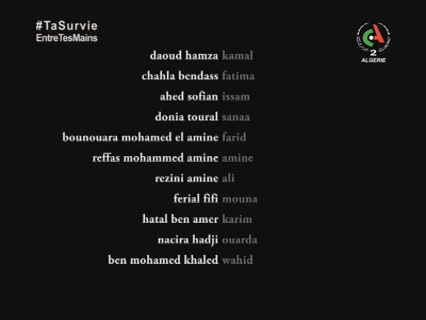 #TaSurvie
EntreTesMains
2
ALGERIE
daoud hamza kamal
chahla bendass fatima
ahed sofian issam
donia toural sanaa
bounouara mohamed el amine farid
reffas mohammed amine amine
rezini amine ali
ferial fifi mouna
hatal ben amer karim
nacira hadji ouarda
ben mohamed khaled wahid